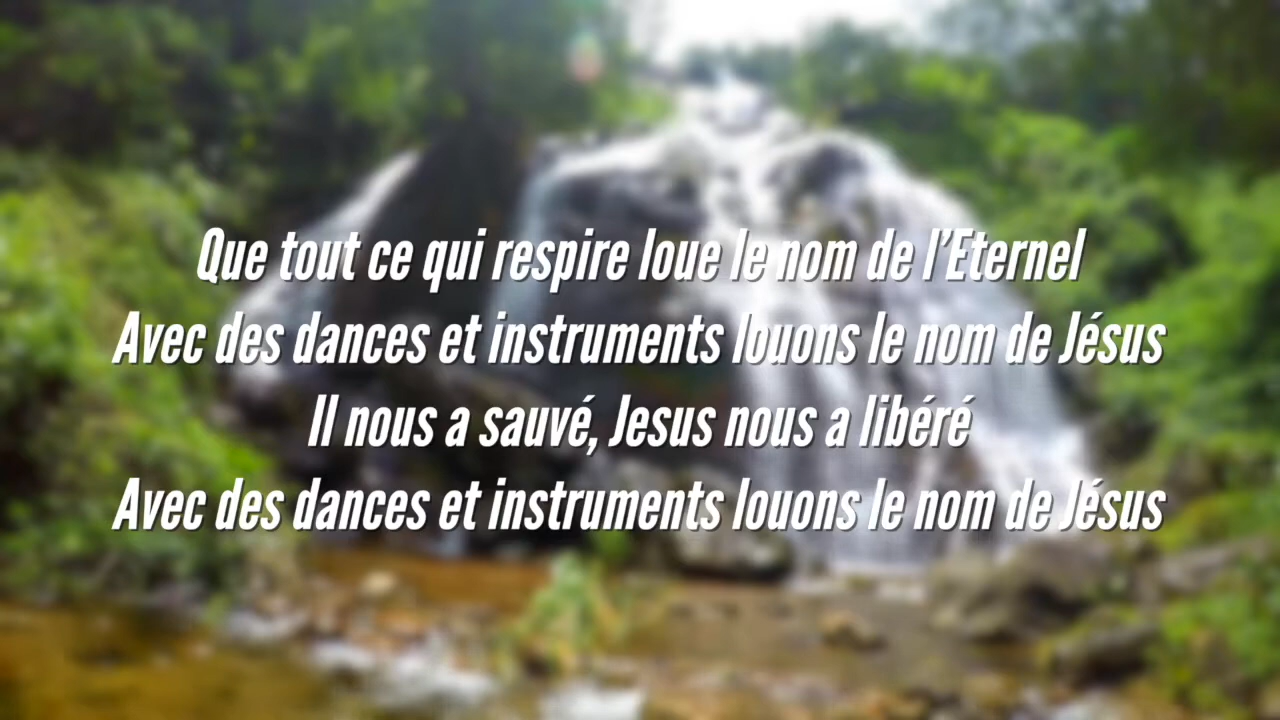 Que tout ce qui respire loue le nom de l’Eternel
Avec des dances et instruments louons le nom de Jésus
Il nous a sauvé, Jesus nous a libéré
Avec des dances et instruments louons le nom de Jésus